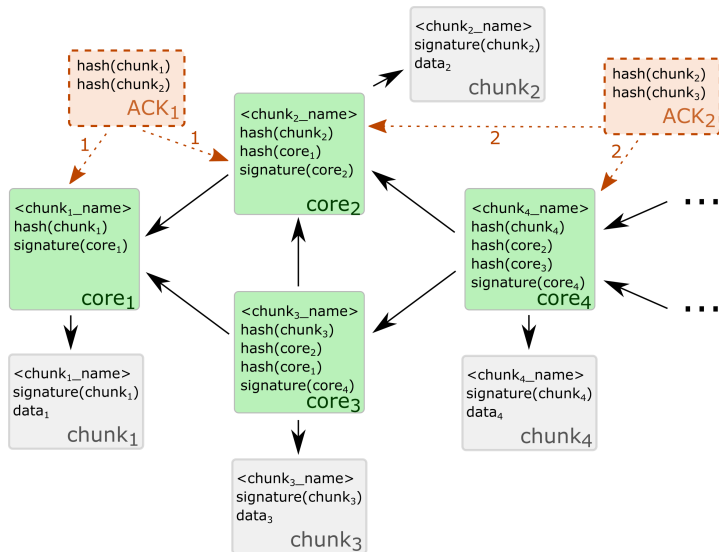 <chunk₂_name>
signature(chunk₂)
data₂
chunk₂
hash(chunk₁)
hash(chunk₂)
ACK₁
hash(chunk₂)
hash(chunk₃)
ACK₂
1
1
2
2
<chunk₂_name>
hash(chunk₂)
hash(core₁)
signature(core₂)
core₂
<chunk₁_name>
hash(chunk₁)
signature(core₁)
core₁
<chunk₄_name>
hash(chunk₄)
hash(core₂)
hash(core₃)
signature(core₄)
core₄
...
...
<chunk₃_name>
hash(chunk₃)
hash(core₂)
hash(core₁)
signature(core₄)
core₃
<chunk₁_name>
signature(chunk₁)
data₁
chunk₁
<chunk₄_name>
signature(chunk₄)
data₄
chunk₄
<chunk₃_name>
signature(chunk₃)
data₃
chunk₃